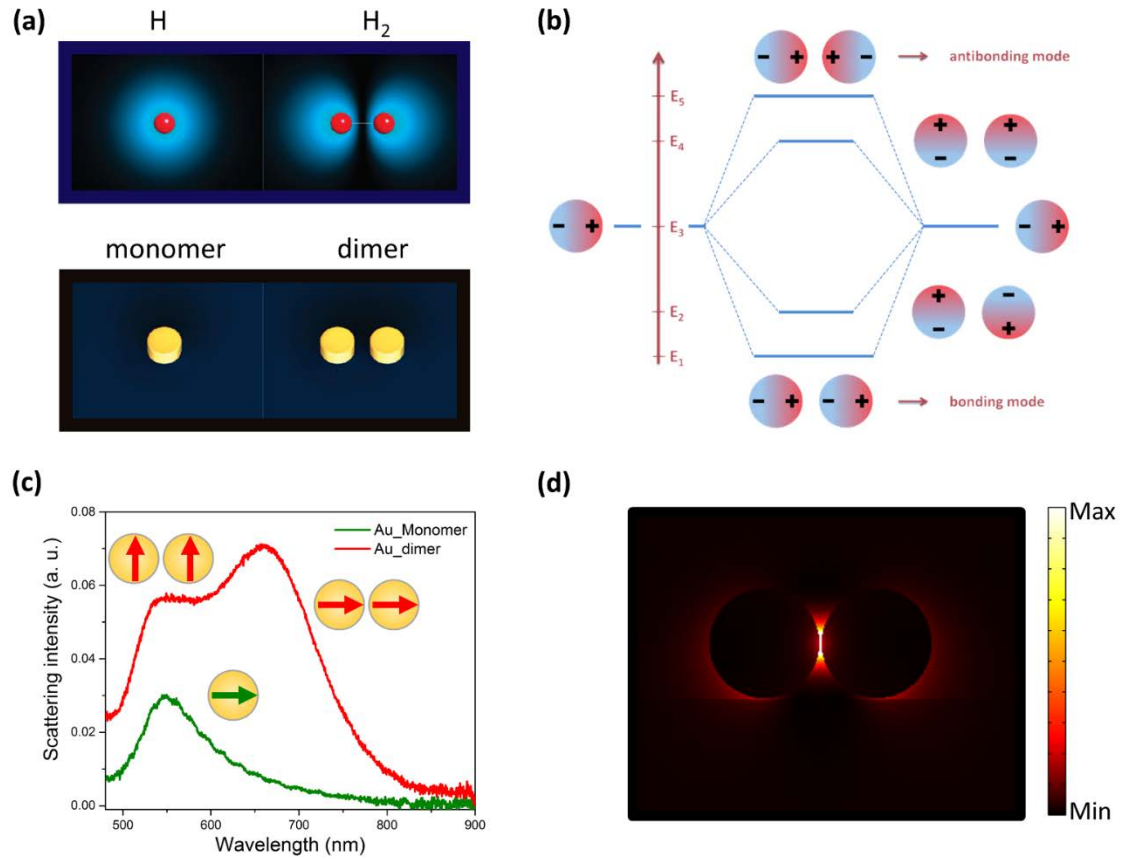 (a)
H
H₂
monomer
dimer
(b)
antibonding mode
E₅
E₄
E₃
E₂
E₁
bonding mode
- +
+ -
+
-
+
-
- +
- +
+
-
-
+
- +
- +
(c)
Scattering intensity (a. u.)
0.08
0.06
0.04
0.02
0.00
Au_Monomer
Au_dimer
500
600
700
800
900
Wavelength (nm)
(d)
Max
Min